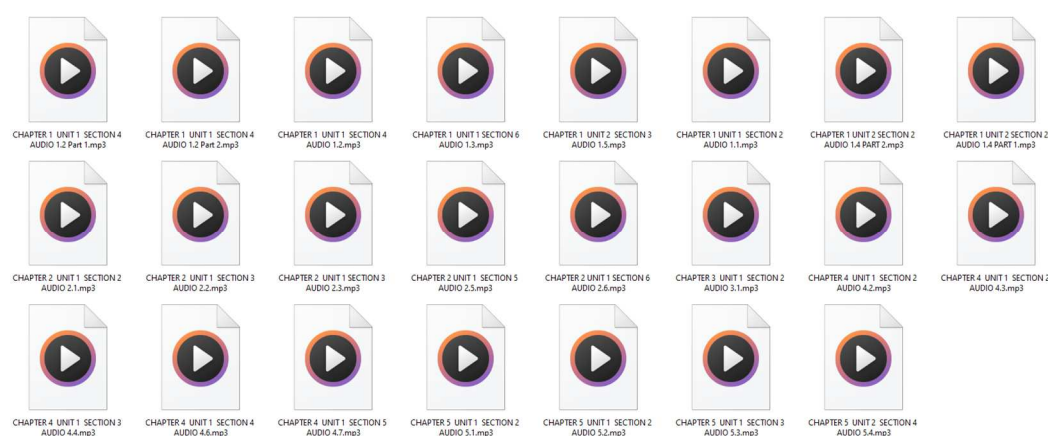 CHAPTER 1 UNIT 1 SECTION 4
AUDIO 1.2 Part 1.mp3
CHAPTER 1 UNIT 1 SECTION 4
AUDIO 1.2 Part 2.mp3
CHAPTER 1 UNIT 1 SECTION 4
AUDIO 1.2.mp3
CHAPTER 1 UNIT 1 SECTION 6
AUDIO 1.3.mp3
CHAPTER 1 UNIT 2 SECTION 3
AUDIO 1.5.mp3
CHAPTER 1 UNIT 1 SECTION 2
AUDIO 1.1.mp3
CHAPTER 1 UNIT 2 SECTION 2
AUDIO 1.4 PART 2.mp3
CHAPTER 1 UNIT 2 SECTION 2
AUDIO 1.4 PART 1.mp3
CHAPTER 2 UNIT 1 SECTION 2
AUDIO 2.1.mp3
CHAPTER 2 UNIT 1 SECTION 3
AUDIO 2.2.mp3
CHAPTER 2 UNIT 1 SECTION 3
AUDIO 2.3.mp3
CHAPTER 2 UNIT 1 SECTION 5
AUDIO 2.5.mp3
CHAPTER 2 UNIT 1 SECTION 6
AUDIO 2.6.mp3
CHAPTER 3 UNIT 1 SECTION 2
AUDIO 3.1.mp3
CHAPTER 4 UNIT 1 SECTION 2
AUDIO 4.2.mp3
CHAPTER 4 UNIT 1 SECTION 2
AUDIO 4.3.mp3
CHAPTER 4 UNIT 1 SECTION 3
AUDIO 4.4.mp3
CHAPTER 4 UNIT 1 SECTION 4
AUDIO 4.6.mp3
CHAPTER 4 UNIT 1 SECTION 5
AUDIO 4.7.mp3
CHAPTER 5 UNIT 1 SECTION 2
AUDIO 5.1.mp3
CHAPTER 5 UNIT 1 SECTION 2
AUDIO 5.2.mp3
CHAPTER 5 UNIT 1 SECTION 3
AUDIO 5.3.mp3
CHAPTER 5 UNIT 2 SECTION 4
AUDIO 5.4.mp3